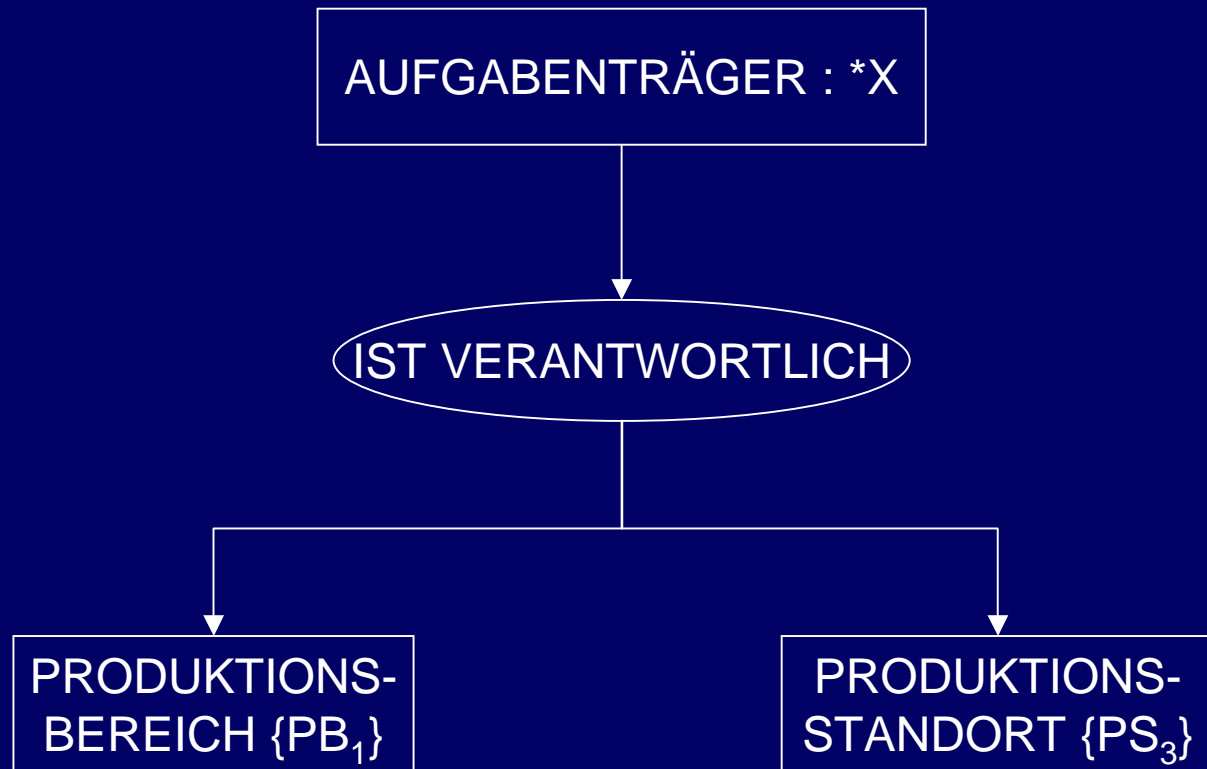 AUFGABENTRÄGER : *X
IST VERANTWORTLICH
PRODUKTIONS-
BEREICH {PB₁}
PRODUKTIONS-
STANDORT {PS₃}